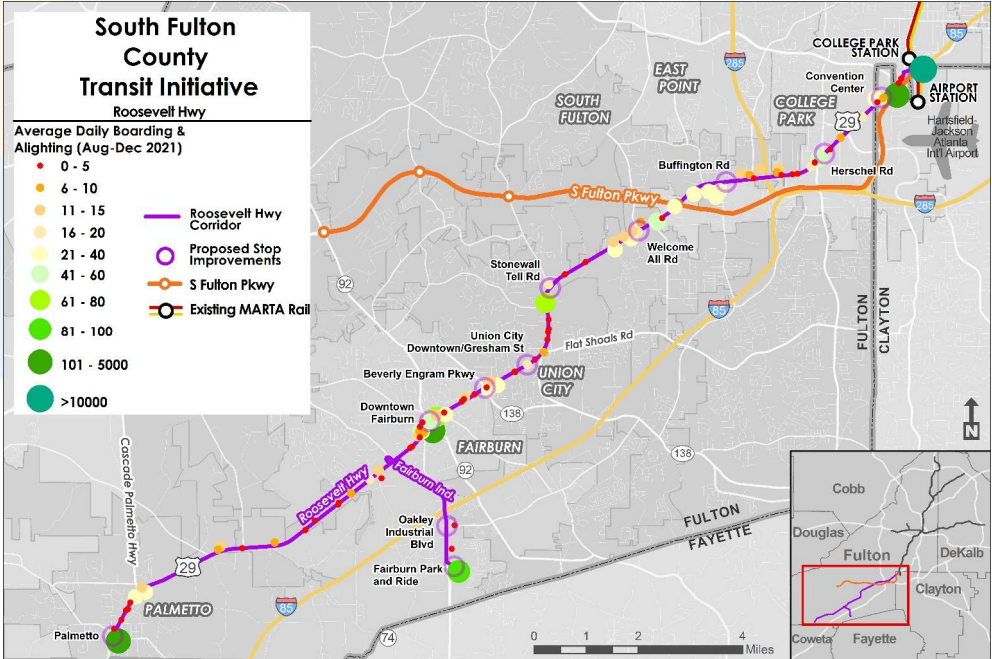 South Fulton
County
Transit Initiative
Roosevelt Hwy
Average Daily Boarding &
Alighting (Aug-Dec 2021)
0 - 5
6 - 10
11 - 15
16 - 20
21 - 40
41 - 60
61 - 80
81 - 100
101 - 5000
>10000
Roosevelt Hwy
Corridor
Proposed Stop
Improvements
S Fulton Pkwy
Existing MARTA Rail
COLLEGE PARK
STATION
85
285
EAST
POINT
Convention
Center
AIRPORT
STATION
SOUTH
FULTON
COLLEGE
PARK
29
Hartsfield-
Jackson
Atlanta
Int'l Airport
Buffington Rd
Herschel Rd
S Fulton Pkwy
285
Welcome
All Rd
Stonewall
Tell Rd
92
85
FULTON
CLAYTON
Union City
Downtown/Gresham St
Flat Shoals Rd
Beverly Engram Pkwy
UNION
CITY
Downtown
Fairburn
138
N
FAIRBURN
138
Cascade Palmetto Hwy
92
Roosevelt Hwy
Fairburn Ind.
Oakley
Industrial
Blvd
FULTON
FAYETTE
Fairburn Park
and Ride
29
PALMETTO
85
Palmetto
74
0 1 2 4
Miles
Cobb
Douglas
Fulton
DeKalb
Clayton
Coweta
Fayette